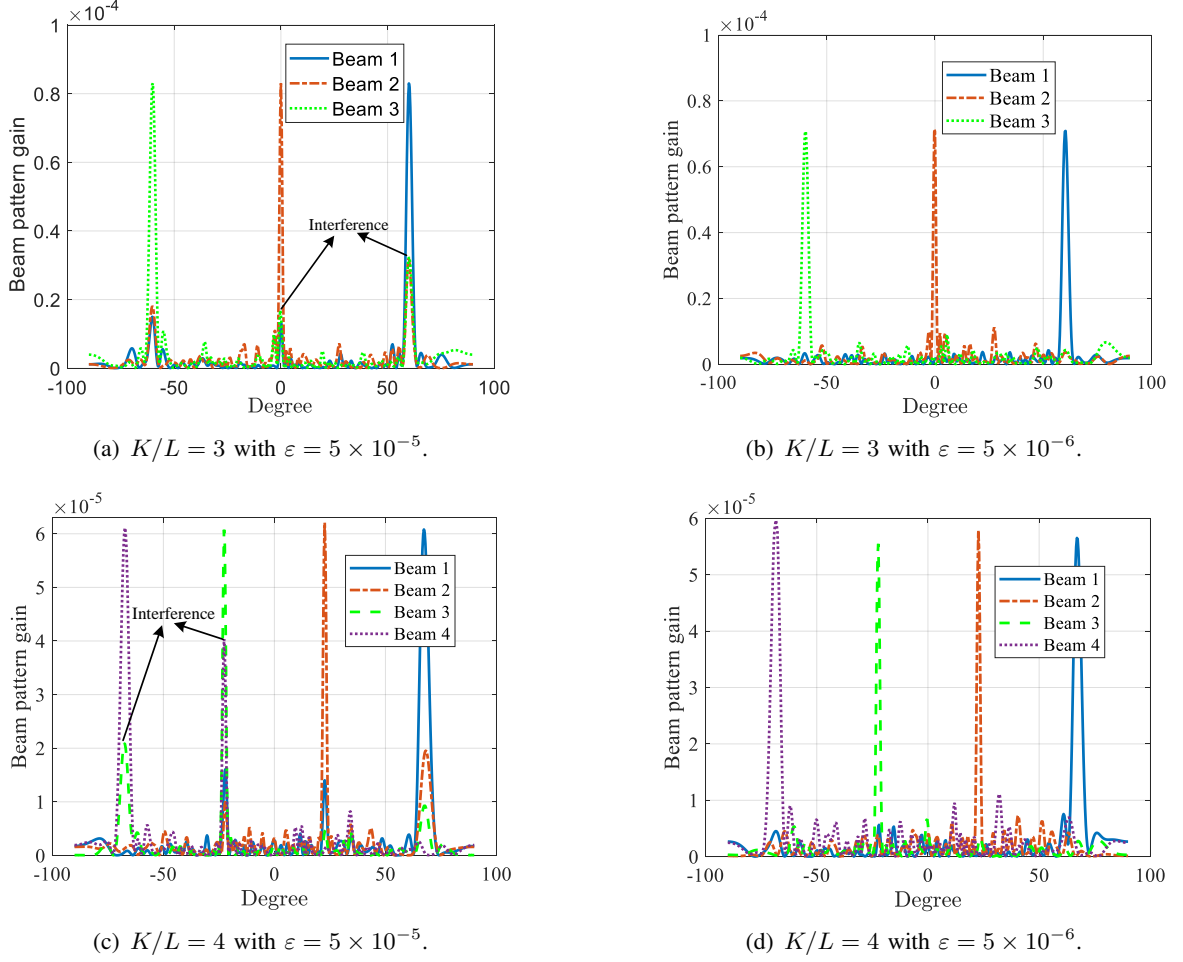 ×10^-4
1
0.8
0.6
0.4
0.2
0
Beam pattern gain
Beam 1
Beam 2
Beam 3
Interference
-100 -50 0 50 100
Degree
(a) K/L = 3 with ε = 5 × 10^-5.
×10^-4
1
0.8
0.6
0.4
0.2
0
Beam pattern gain
Beam 1
Beam 2
Beam 3
-100 -50 0 50 100
Degree
(b) K/L = 3 with ε = 5 × 10^-6.
×10^-5
6
5
4
3
2
1
0
Beam pattern gain
Beam 1
Beam 2
Beam 3
Beam 4
Interference
-100 -50 0 50 100
Degree
(c) K/L = 4 with ε = 5 × 10^-5.
×10^-5
6
5
4
3
2
1
0
Beam pattern gain
Beam 1
Beam 2
Beam 3
Beam 4
-100 -50 0 50 100
Degree
(d) K/L = 4 with ε = 5 × 10^-6.